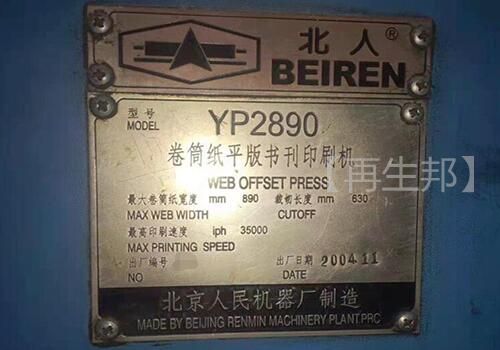 北人®
BEIREN
型号 YP2890
MODEL
卷筒纸平版书刊印刷机
WEB OFFSET PRESS
最大卷筒纸宽度 mm 890 裁切长度 mm 630
MAX WEB WIDTH CUTOFF
最高印刷速度 iph 35000
MAX PRINTING SPEED
出厂编号 出厂日期 2004.11
NO DATE
北京人民机器厂制造
MADE BY BEIJING RENMIN MACHINERY PLANT.PRC
【再生邦】